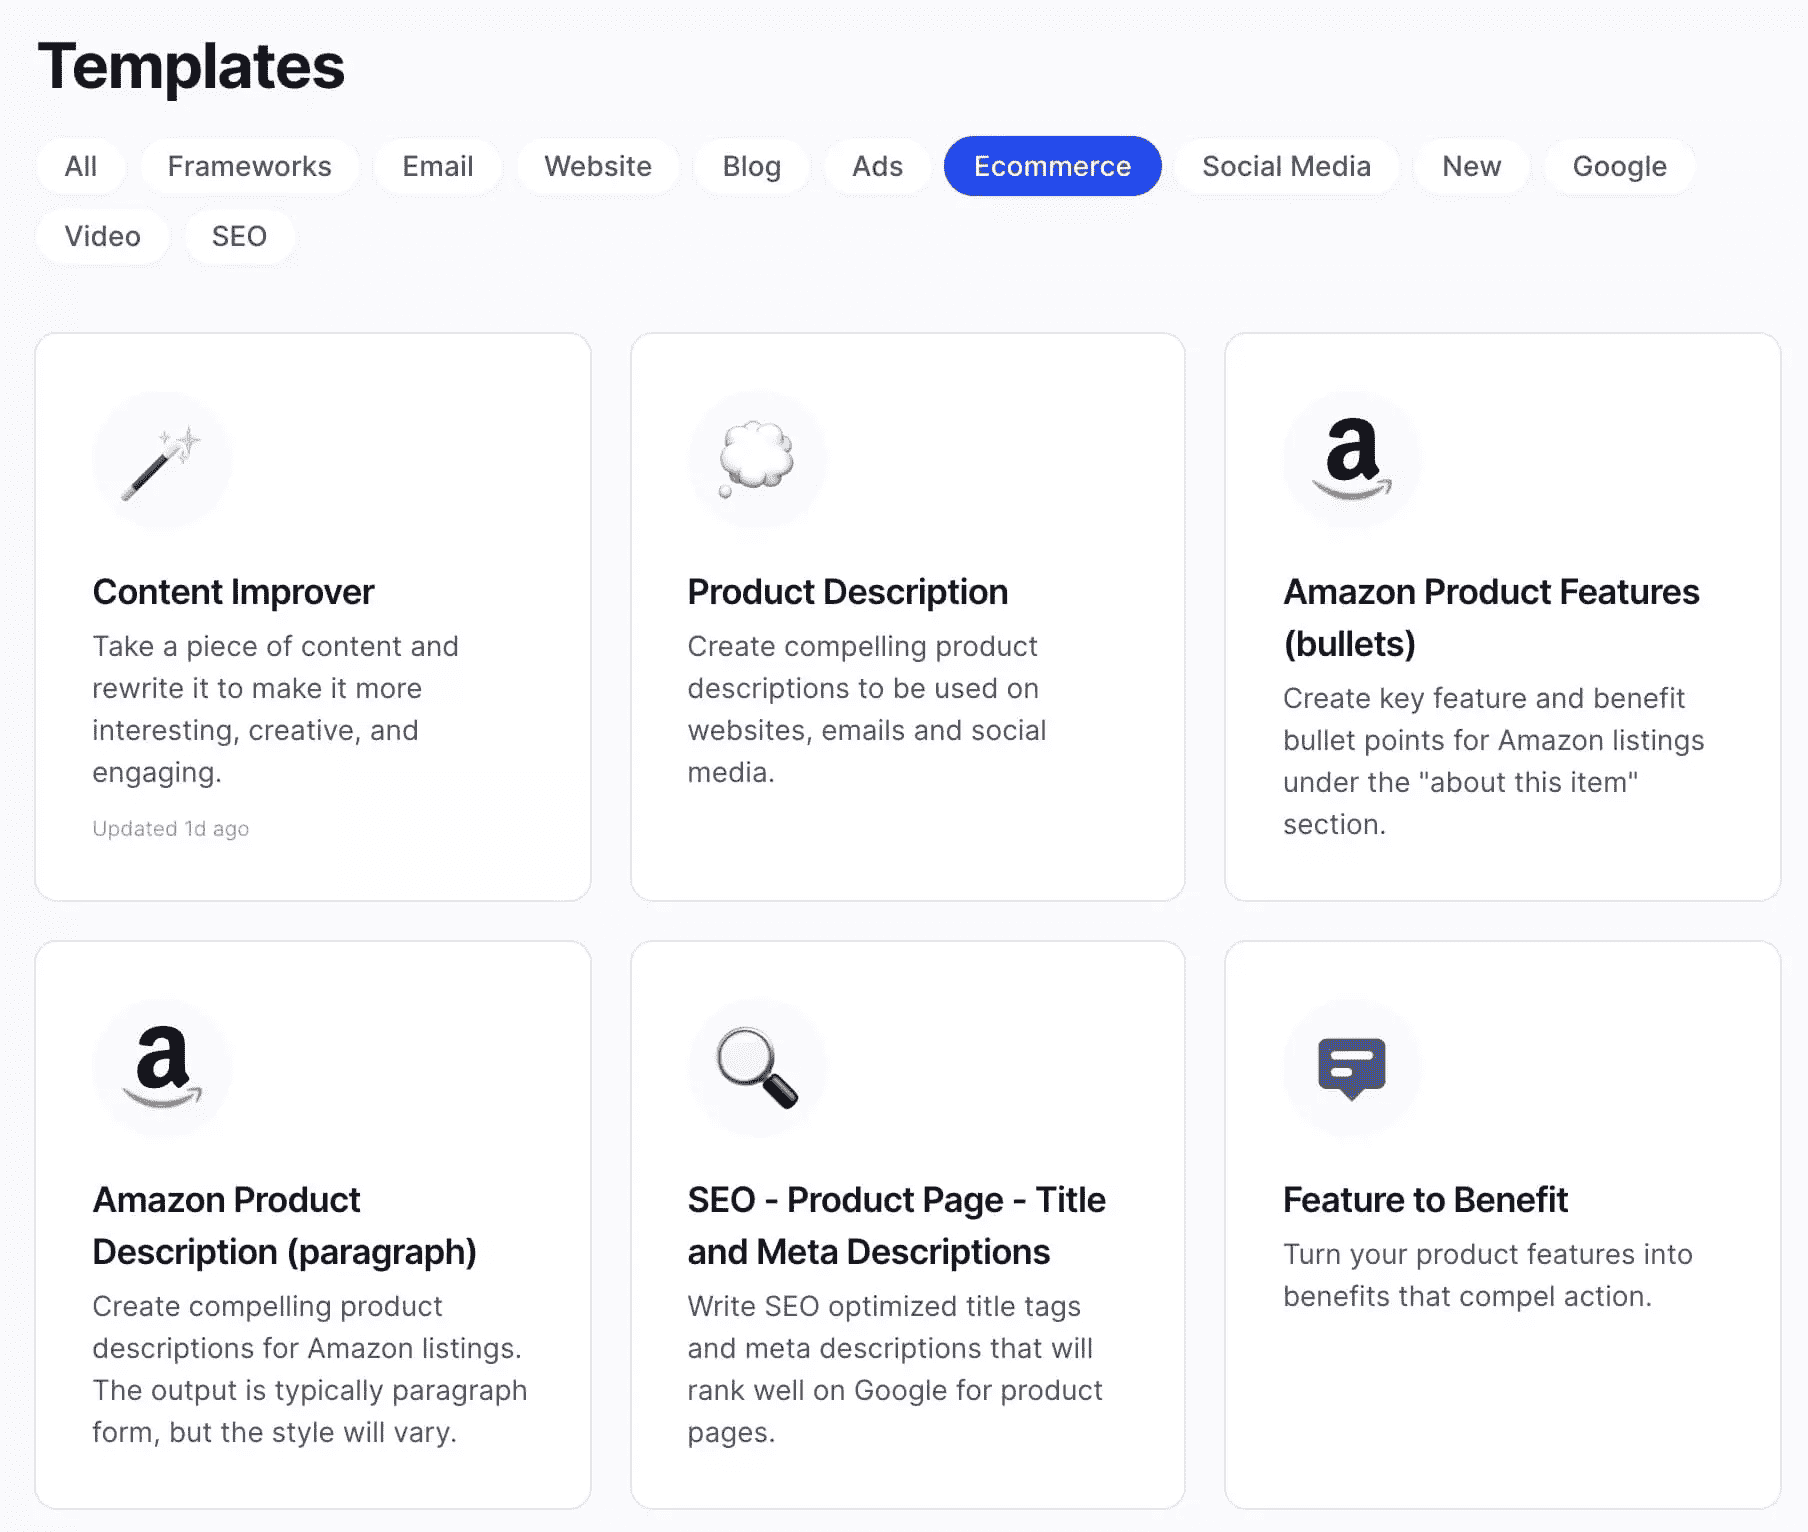 Templates
All Frameworks Email Website Blog Ads Ecommerce Social Media New Google
Video SEO
Content Improver
Take a piece of content and
rewrite it to make it more
interesting, creative, and
engaging.
Updated 1d ago
Product Description
Create compelling product
descriptions to be used on
websites, emails and social
media.
Amazon Product Features
(bullets)
Create key feature and benefit
bullet points for Amazon listings
under the "about this item"
section.
Amazon Product
Description (paragraph)
Create compelling product
descriptions for Amazon listings.
The output is typically paragraph
form, but the style will vary.
SEO - Product Page - Title
and Meta Descriptions
Write SEO optimized title tags
and meta descriptions that will
rank well on Google for product
pages.
Feature to Benefit
Turn your product features into
benefits that compel action.